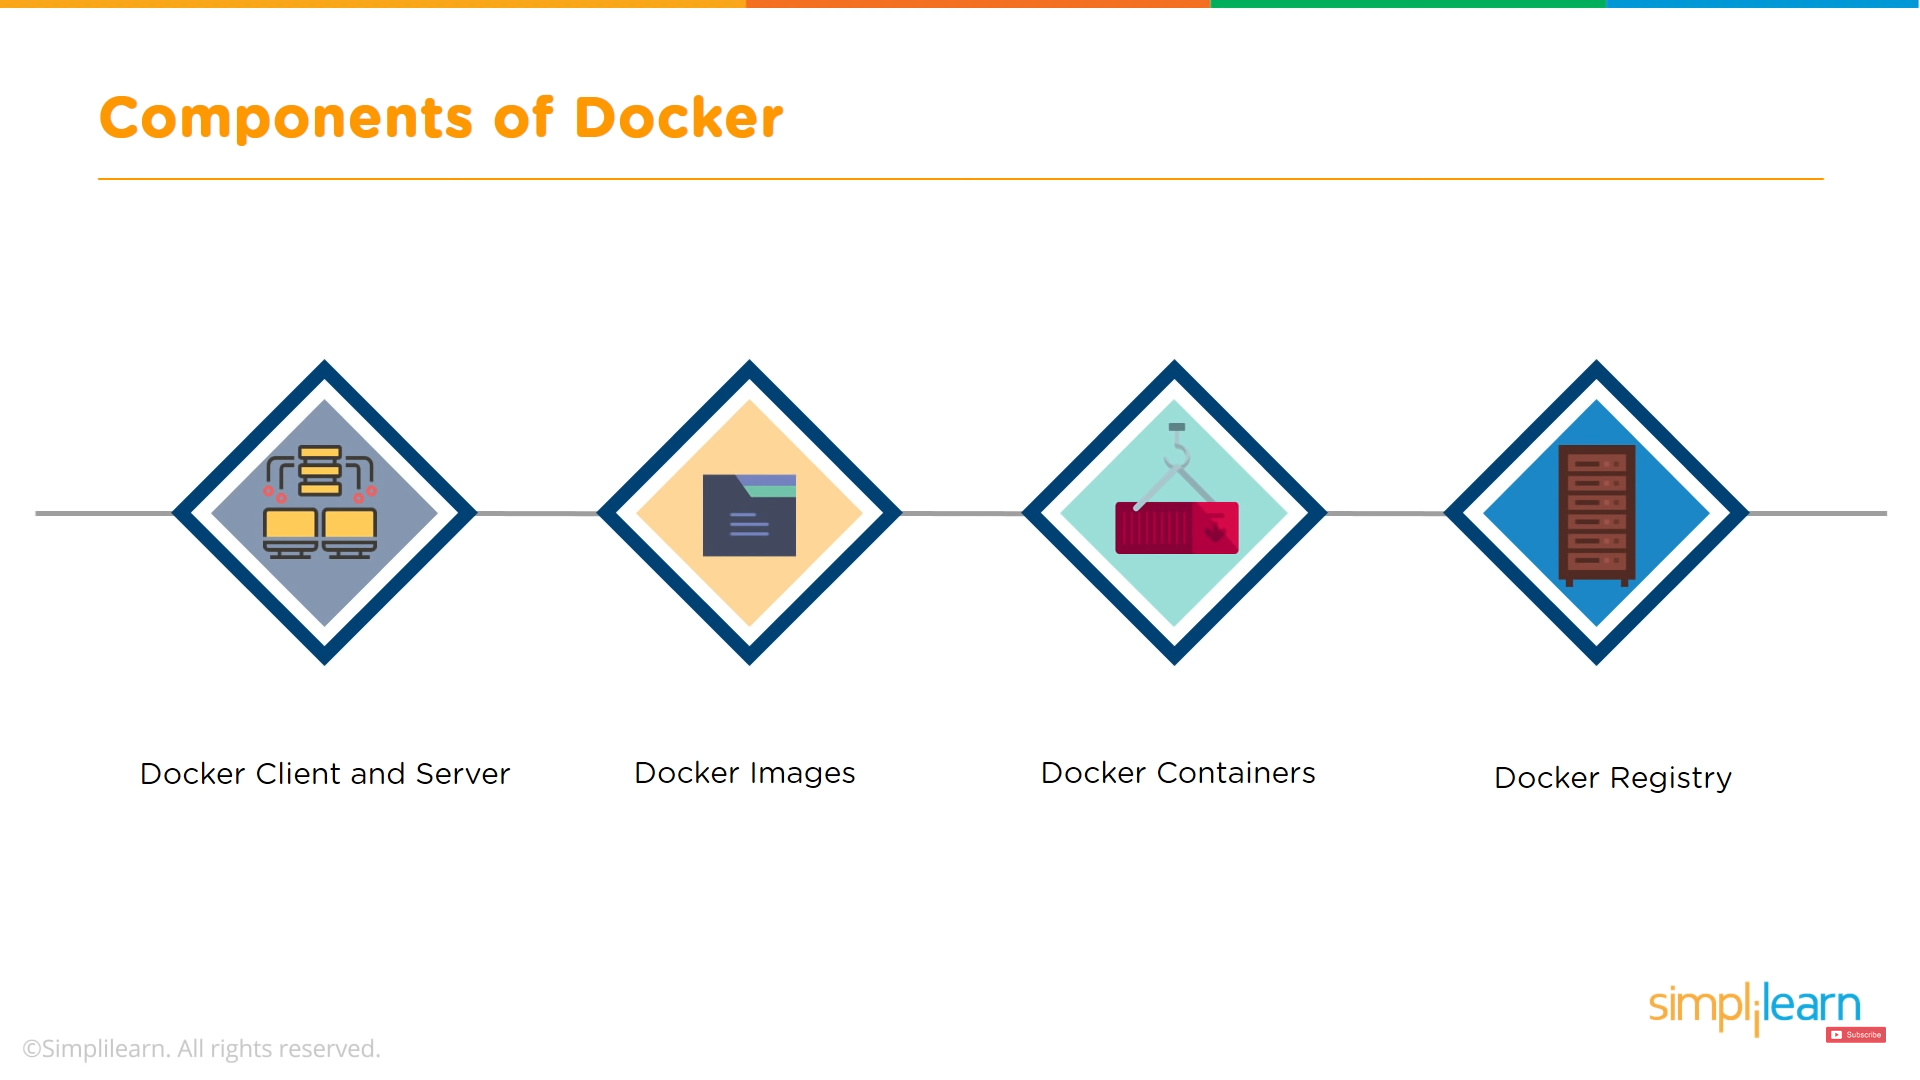 Components of Docker
Docker Client and Server
Docker Images
Docker Containers
Docker Registry
simplilearn
Subscribe
©Simplilearn. All rights reserved.